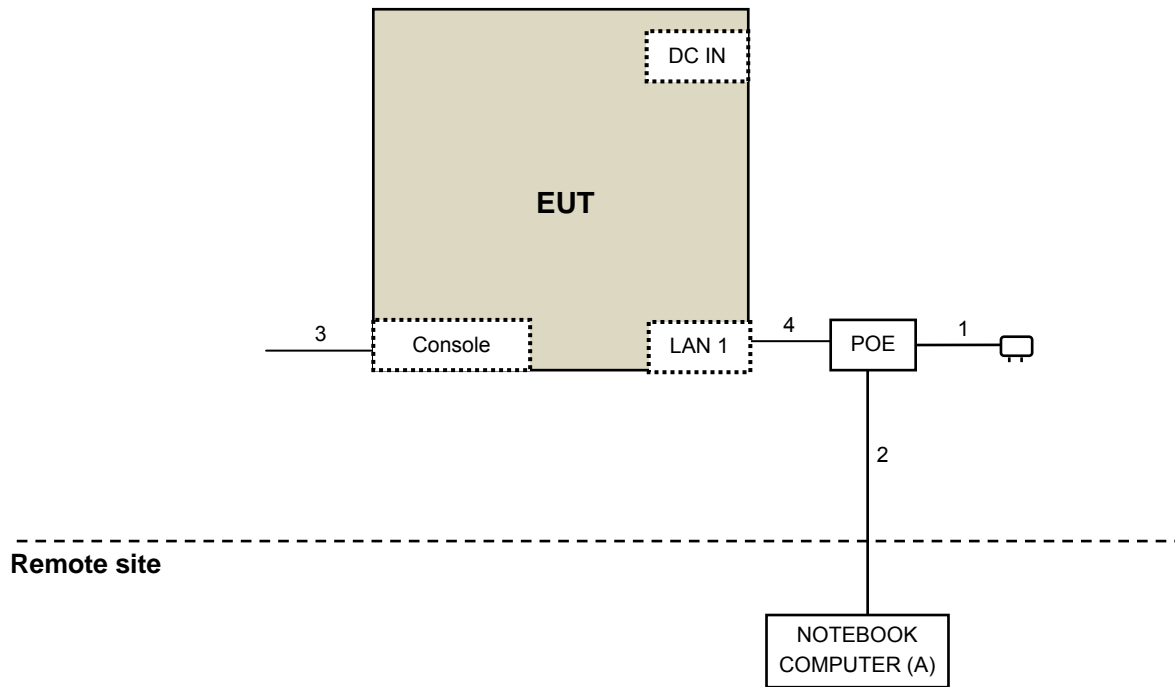 DC IN
EUT
3
Console
LAN 1
4
POE
1
2
Remote site
NOTEBOOK
COMPUTER (A)